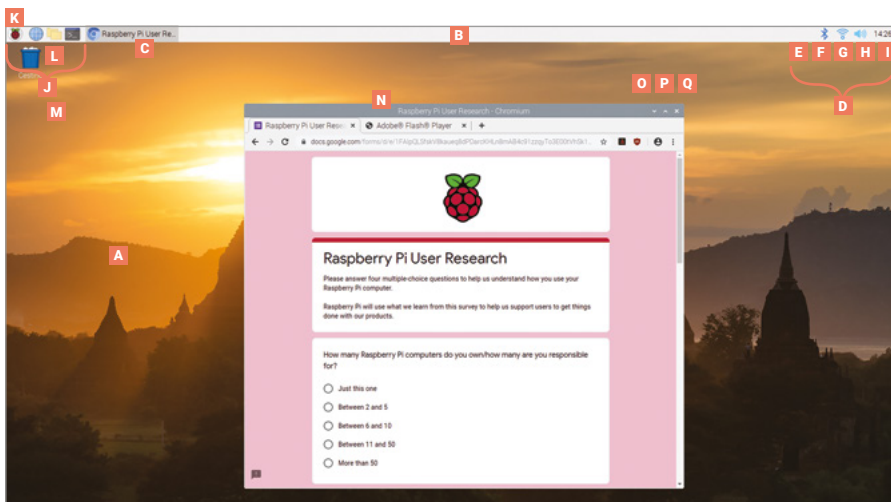 K
B
Raspberry Pi User Re..
14:26
C
L
E F G H I
J
M
D
O P Q
N
Raspberry Pi User Research - Chromium
Raspberry Pi User Rese
Adobe® Flash® Player
docs.google.com
A
Raspberry Pi User Research
Please answer four multiple-choice questions to help us understand how you use your
Raspberry Pi computer.
Raspberry Pi will use what we learn from this survey to help us support users to get things
done with our products.
How many Raspberry Pi computers do you own/how many are you responsible
for?
Just this one
Between 2 and 5
Between 6 and 10
Between 11 and 50
More than 50